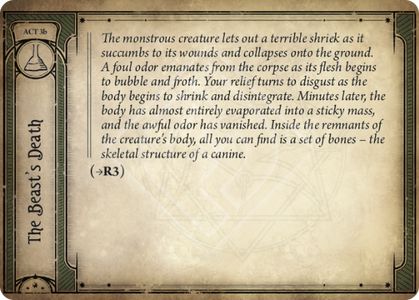 ACT 3b
The Beast's Death
The monstrous creature lets out a terrible shriek as it
succumbs to its wounds and collapses onto the ground.
A foul odor emanates from the corpse as its flesh begins
to bubble and froth. Your relief turns to disgust as the
body begins to shrink and disintegrate. Minutes later, the
body has almost entirely evaporated into a sticky mass,
and the awful odor has vanished. Inside the remnants of
the creature's body, all you can find is a set of bones – the
skeletal structure of a canine.
(→R3)